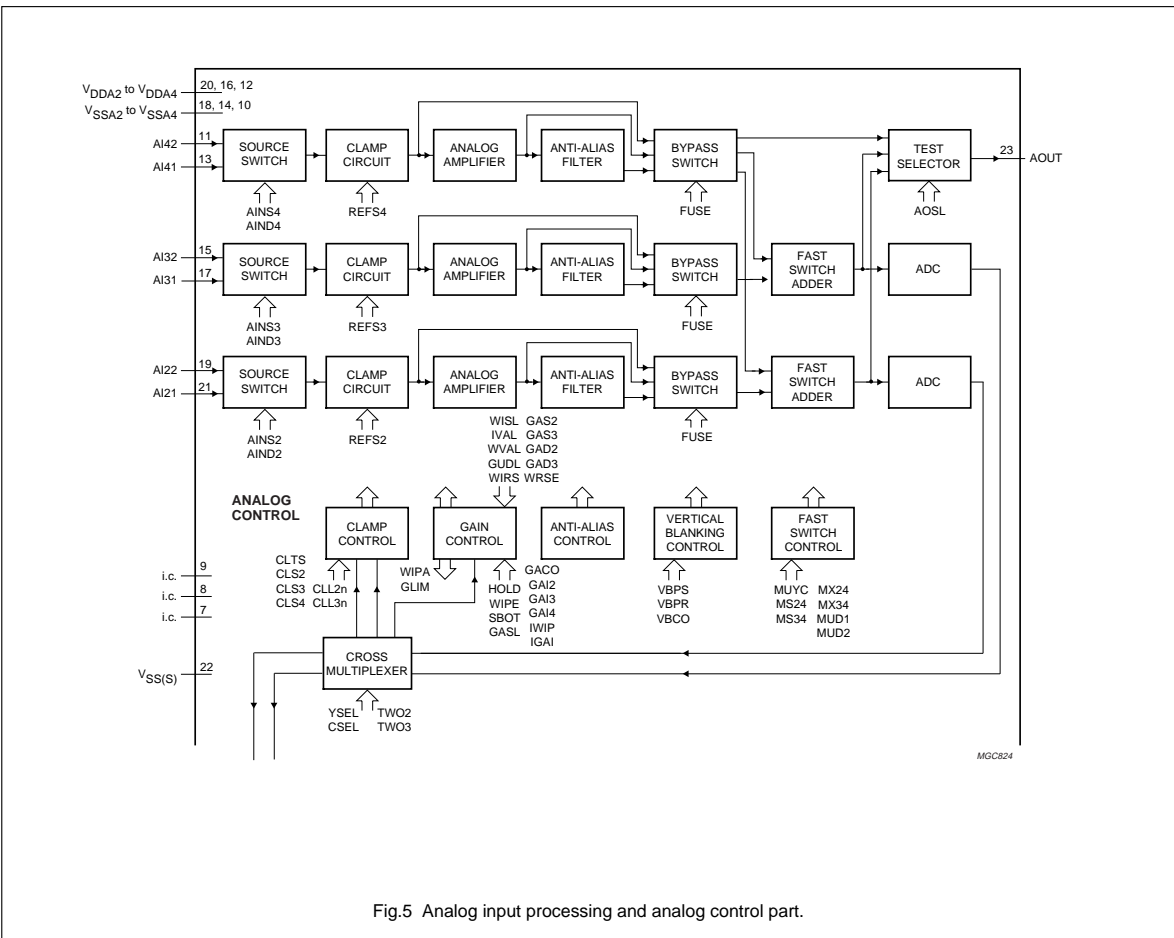 VDDA2 to VDDA4
20, 16, 12
VSSA2 to VSSA4
18, 14, 10
AI42
11
AI41
13
SOURCE
SWITCH
CLAMP
CIRCUIT
ANALOG
AMPLIFIER
ANTI-ALIAS
FILTER
BYPASS
SWITCH
TEST
SELECTOR
23
AOUT
AINS4
AIND4
REFS4
FUSE
AOSL
AI32
15
AI31
17
SOURCE
SWITCH
CLAMP
CIRCUIT
ANALOG
AMPLIFIER
ANTI-ALIAS
FILTER
BYPASS
SWITCH
FAST
SWITCH
ADDER
ADC
AINS3
AIND3
REFS3
FUSE
AI22
19
AI21
21
SOURCE
SWITCH
CLAMP
CIRCUIT
ANALOG
AMPLIFIER
ANTI-ALIAS
FILTER
BYPASS
SWITCH
FAST
SWITCH
ADDER
ADC
AINS2
AIND2
REFS2
FUSE
WISL GAS2
IVAL GAS3
WVAL GAD2
GUDL GAD3
WIRS WRSE
ANALOG
CONTROL
CLAMP
CONTROL
GAIN
CONTROL
ANTI-ALIAS
CONTROL
VERTICAL
BLANKING
CONTROL
FAST
SWITCH
CONTROL
CLTS
CLS2
CLS3
CLS4
CLL2n
CLL3n
WIPA
GLIM
HOLD
WIPE
SBOT
GASL
GACO
GAI2
GAI3
GAI4
IWIP
IGAI
VBPS
VBPR
VBCO
MUYC
MS24
MS34
MX24
MX34
MUD1
MUD2
i.c.
9
i.c.
8
i.c.
7
VSS(S)
22
CROSS
MULTIPLEXER
YSEL
CSEL
TWO2
TWO3
MGC824
Fig.5 Analog input processing and analog control part.